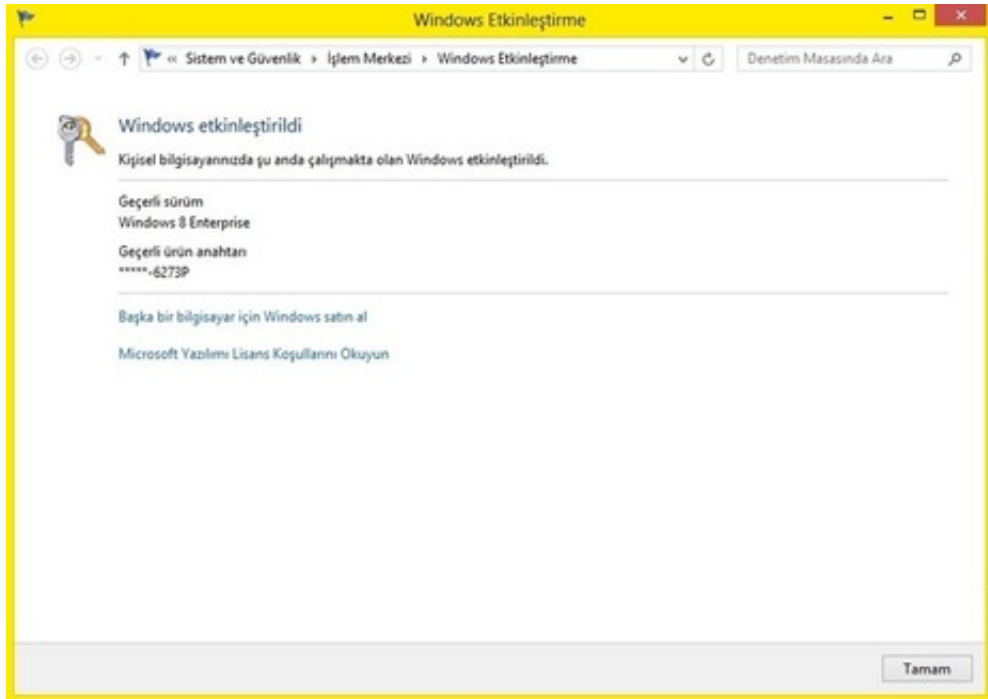 Windows Etkinleştirme
« Sistem ve Güvenlik › İşlem Merkezi › Windows Etkinleştirme
Denetim Masasında Ara
Windows etkinleştirildi
Kişisel bilgisayarınızda şu anda çalışmakta olan Windows etkinleştirildi.
Geçerli sürüm
Windows 8 Enterprise
Geçerli ürün anahtarı
*****-6273P
Başka bir bilgisayar için Windows satın al
Microsoft Yazılımı Lisans Koşullarını Okuyun
Tamam